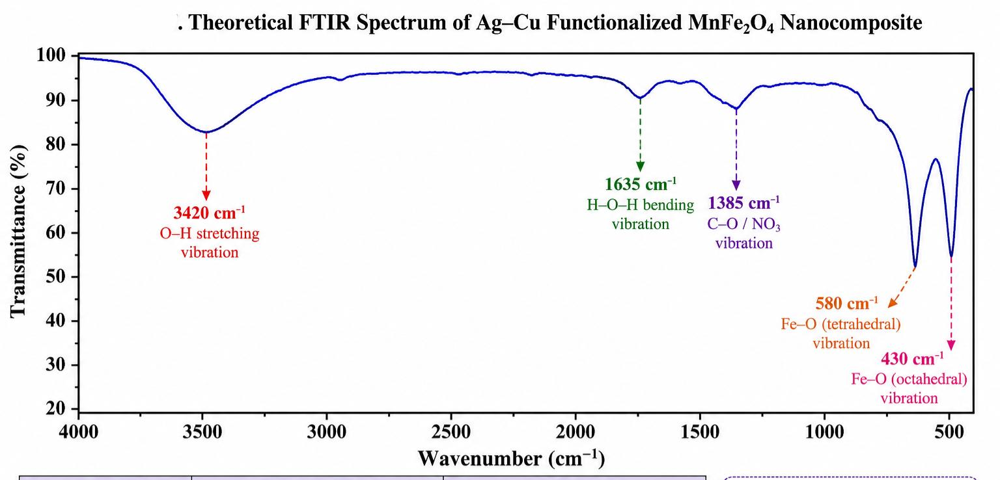 . Theoretical FTIR Spectrum of Ag–Cu Functionalized MnFe₂O₄ Nanocomposite
Transmittance (%)
100
90
80
70
60
50
40
30
20
3420 cm⁻¹
O–H stretching
vibration
1635 cm⁻¹
H–O–H bending
vibration
1385 cm⁻¹
C–O / NO₃
vibration
580 cm⁻¹
Fe–O (tetrahedral)
vibration
430 cm⁻¹
Fe–O (octahedral)
vibration
4000 3500 3000 2500 2000 1500 1000 500
Wavenumber (cm⁻¹)